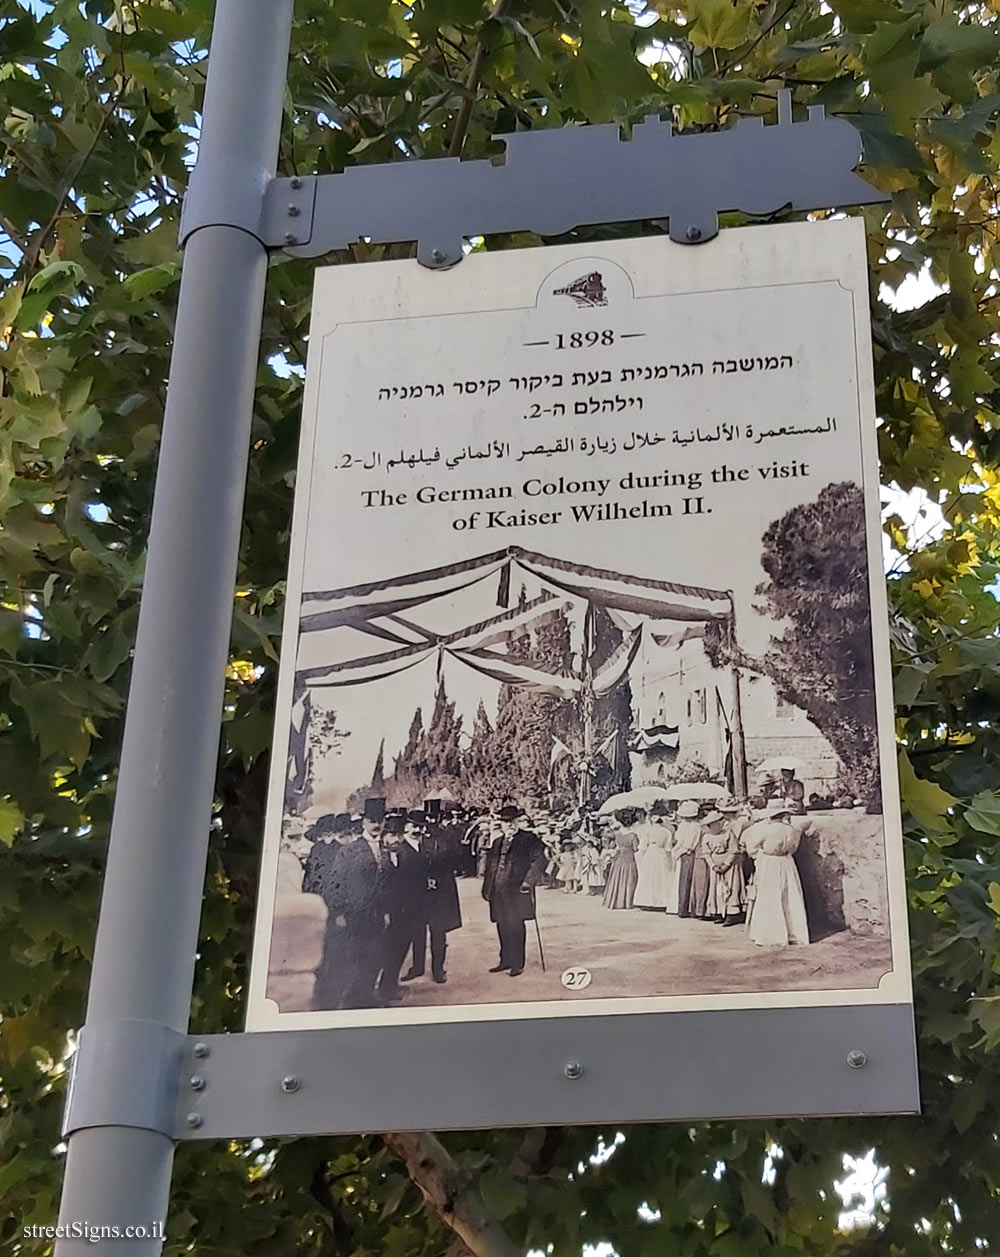 —1898—
המושבה הגרמנית בעת ביקור קיסר גרמניה
וילהלם ה-2.
المستعمرة الألمانية خلال زيارة القيصر الألماني فيلهلم ال-2.
The German Colony during the visit
of Kaiser Wilhelm II.
27
streetSigns.co.il